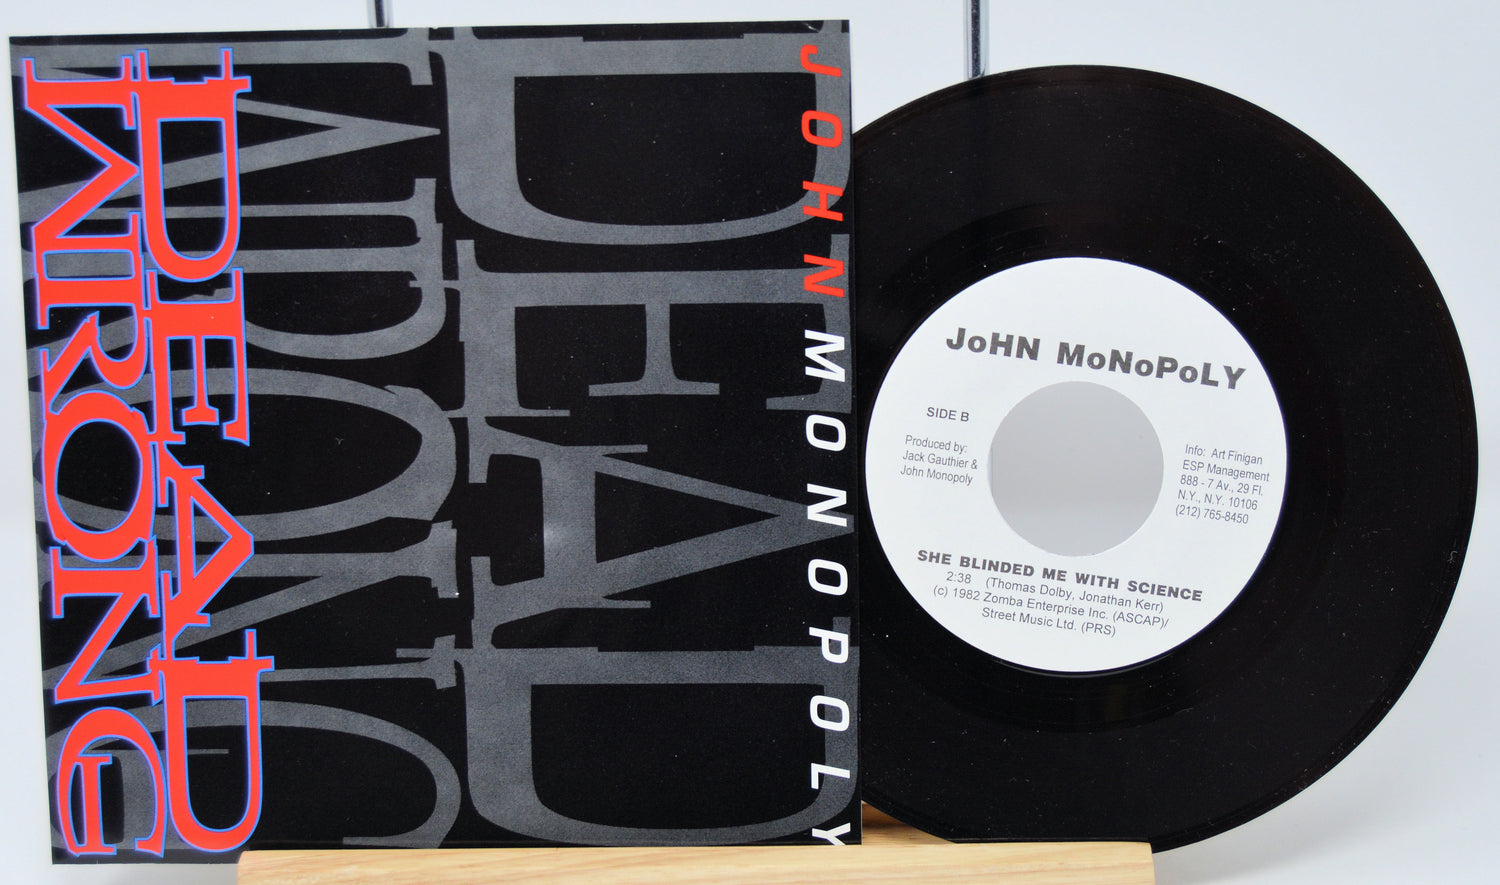 DEAD
WRONG
DEAD
WRONG
JOHN MONOPOLY
JoHN MoNoPoLY
SIDE B
Produced by:
Jack Gauthier &
John Monopoly
Info: Art Finigan
ESP Management
888 - 7 Av., 29 Fl.
N.Y., N.Y. 10106
(212) 765-8450
SHE BLINDED ME WITH SCIENCE
2:38 (Thomas Dolby, Jonathan Kerr)
(c) 1982 Zomba Enterprise Inc. (ASCAP)/
Street Music Ltd. (PRS)